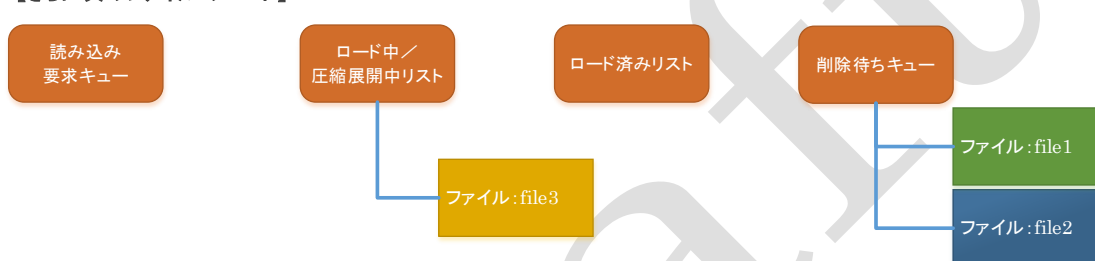 読み込み
要求キュー
ロード中／
圧縮展開中リスト
ロード済みリスト
削除待ちキュー
ファイル:file1
ファイル:file3
ファイル:file2